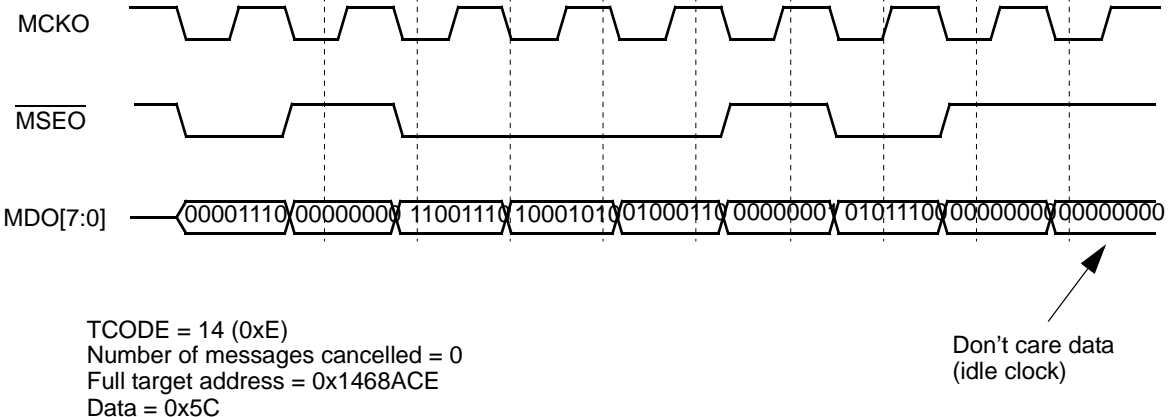 MCKO
MSEO
MDO[7:0]
00001110 00000000 11001110 10001010 01000110 00000001 01011100 00000000 00000000
TCODE = 14 (0xE)
Number of messages cancelled = 0
Full target address = 0x1468ACE
Data = 0x5C
Don't care data
(idle clock)